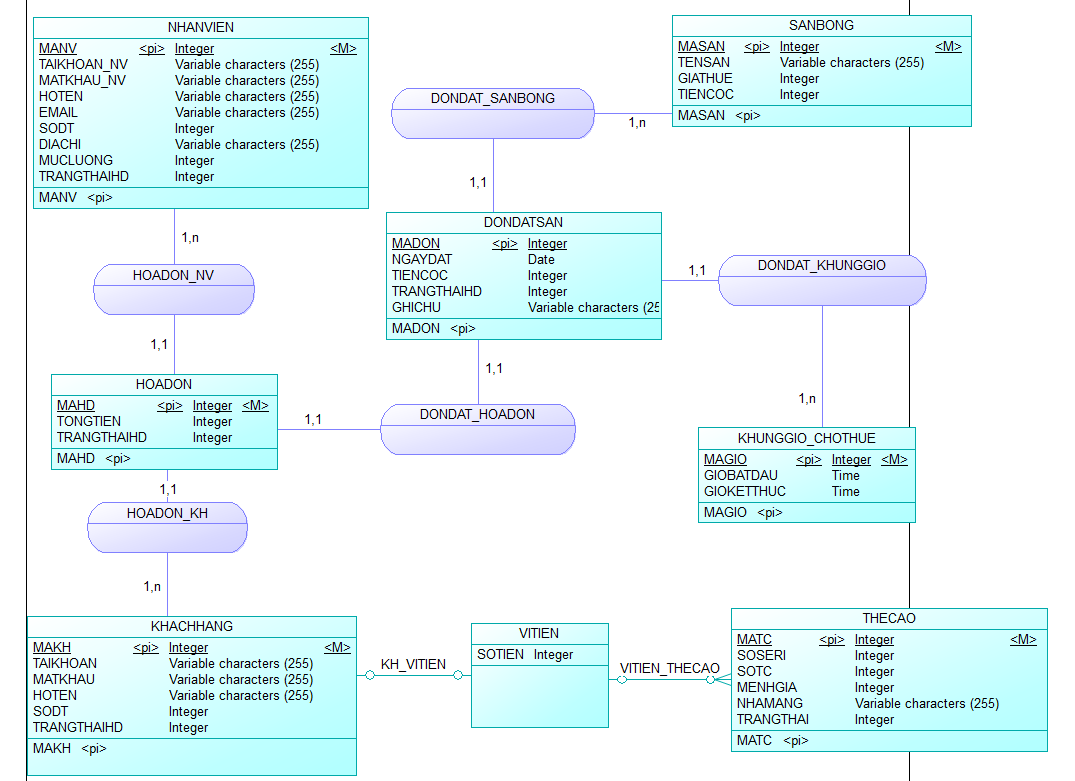 NHANVIEN
MANV <pi> Integer <M>
TAIKHOAN_NV Variable characters (255)
MATKHAU_NV Variable characters (255)
HOTEN Variable characters (255)
EMAIL Variable characters (255)
SODT Integer
DIACHI Variable characters (255)
MUCLUONG Integer
TRANGTHAIHD Integer
MANV <pi>
SANBONG
MASAN <pi> Integer <M>
TENSAN Variable characters (255)
GIATHUE Integer
TIENCOC Integer
MASAN <pi>
DONDAT_SANBONG
1,n
1,1
DONDATSAN
MADON <pi> Integer
NGAYDAT Date
TIENCOC Integer
TRANGTHAIHD Integer
GHICHU Variable characters (25
MADON <pi>
1,1
DONDAT_KHUNGGIO
1,n
HOADON_NV
1,1
1,1
1,n
HOADON
MAHD <pi> Integer <M>
TONGTIEN Integer
TRANGTHAIHD Integer
MAHD <pi>
1,1
DONDAT_HOADON
KHUNGGIO_CHOTHUE
MAGIO <pi> Integer <M>
GIOBATDAU Time
GIOKETTHUC Time
MAGIO <pi>
1,1
HOADON_KH
1,n
KHACHHANG
MAKH <pi> Integer <M>
TAIKHOAN Variable characters (255)
MATKHAU Variable characters (255)
HOTEN Variable characters (255)
SODT Integer
TRANGTHAIHD Integer
MAKH <pi>
KH_VITIEN
VITIEN
SOTIEN Integer
VITIEN_THECAO
THECAO
MATC <pi> Integer <M>
SOSERI Integer
SOTC Integer
MENHGIA Integer
NHAMANG Variable characters (255)
TRANGTHAI Integer
MATC <pi>